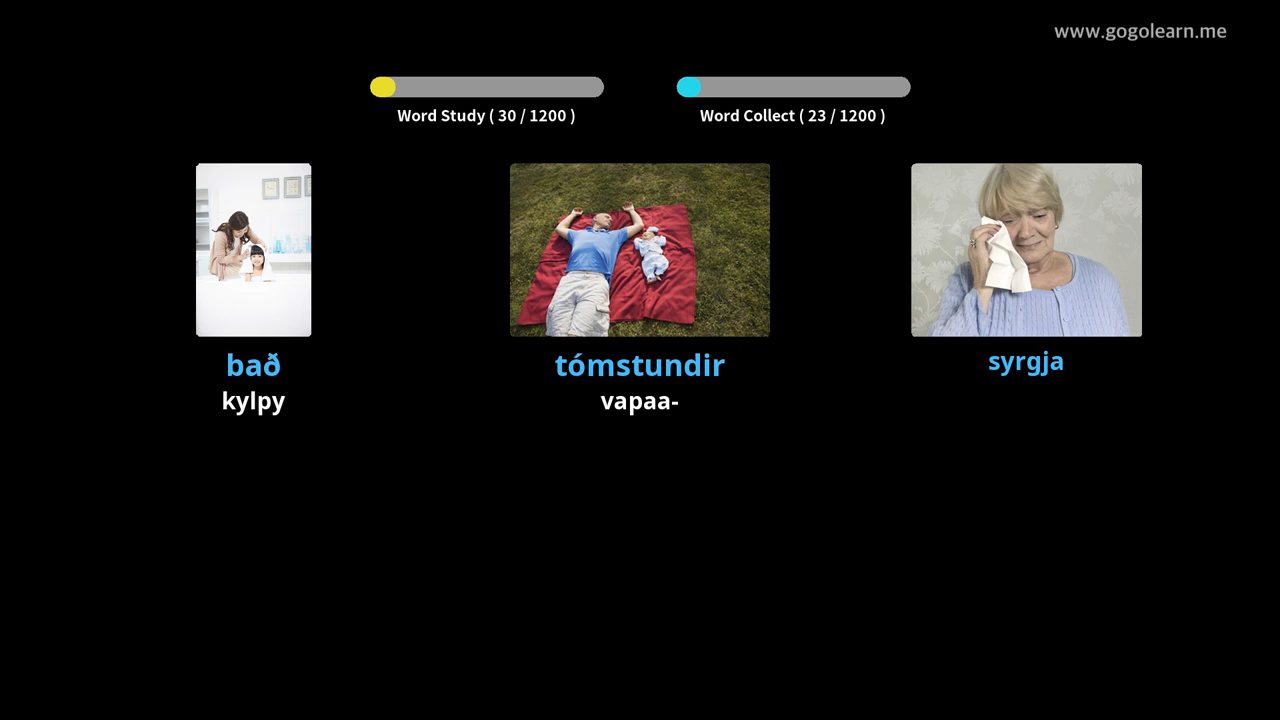 www.gogolearn.me
Word Study ( 30 / 1200 )
Word Collect ( 23 / 1200 )
bað
kylpy
tómstundir
vapaa-
syrgja